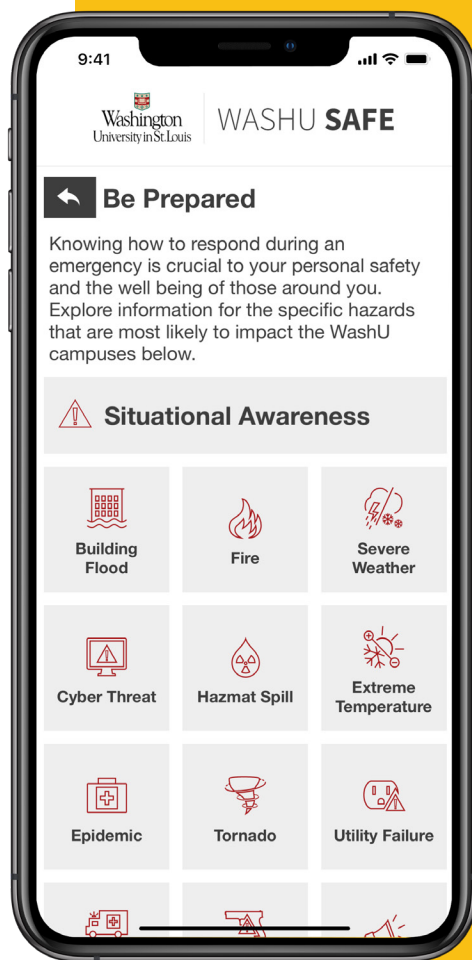 9:41
Washington
University in St. Louis
WASHU SAFE
Be Prepared
Knowing how to respond during an
emergency is crucial to your personal safety
and the well being of those around you.
Explore information for the specific hazards
that are most likely to impact the WashU
campuses below.
Situational Awareness
Building
Flood
Fire
Severe
Weather
Cyber Threat
Hazmat Spill
Extreme
Temperature
Epidemic
Tornado
Utility Failure